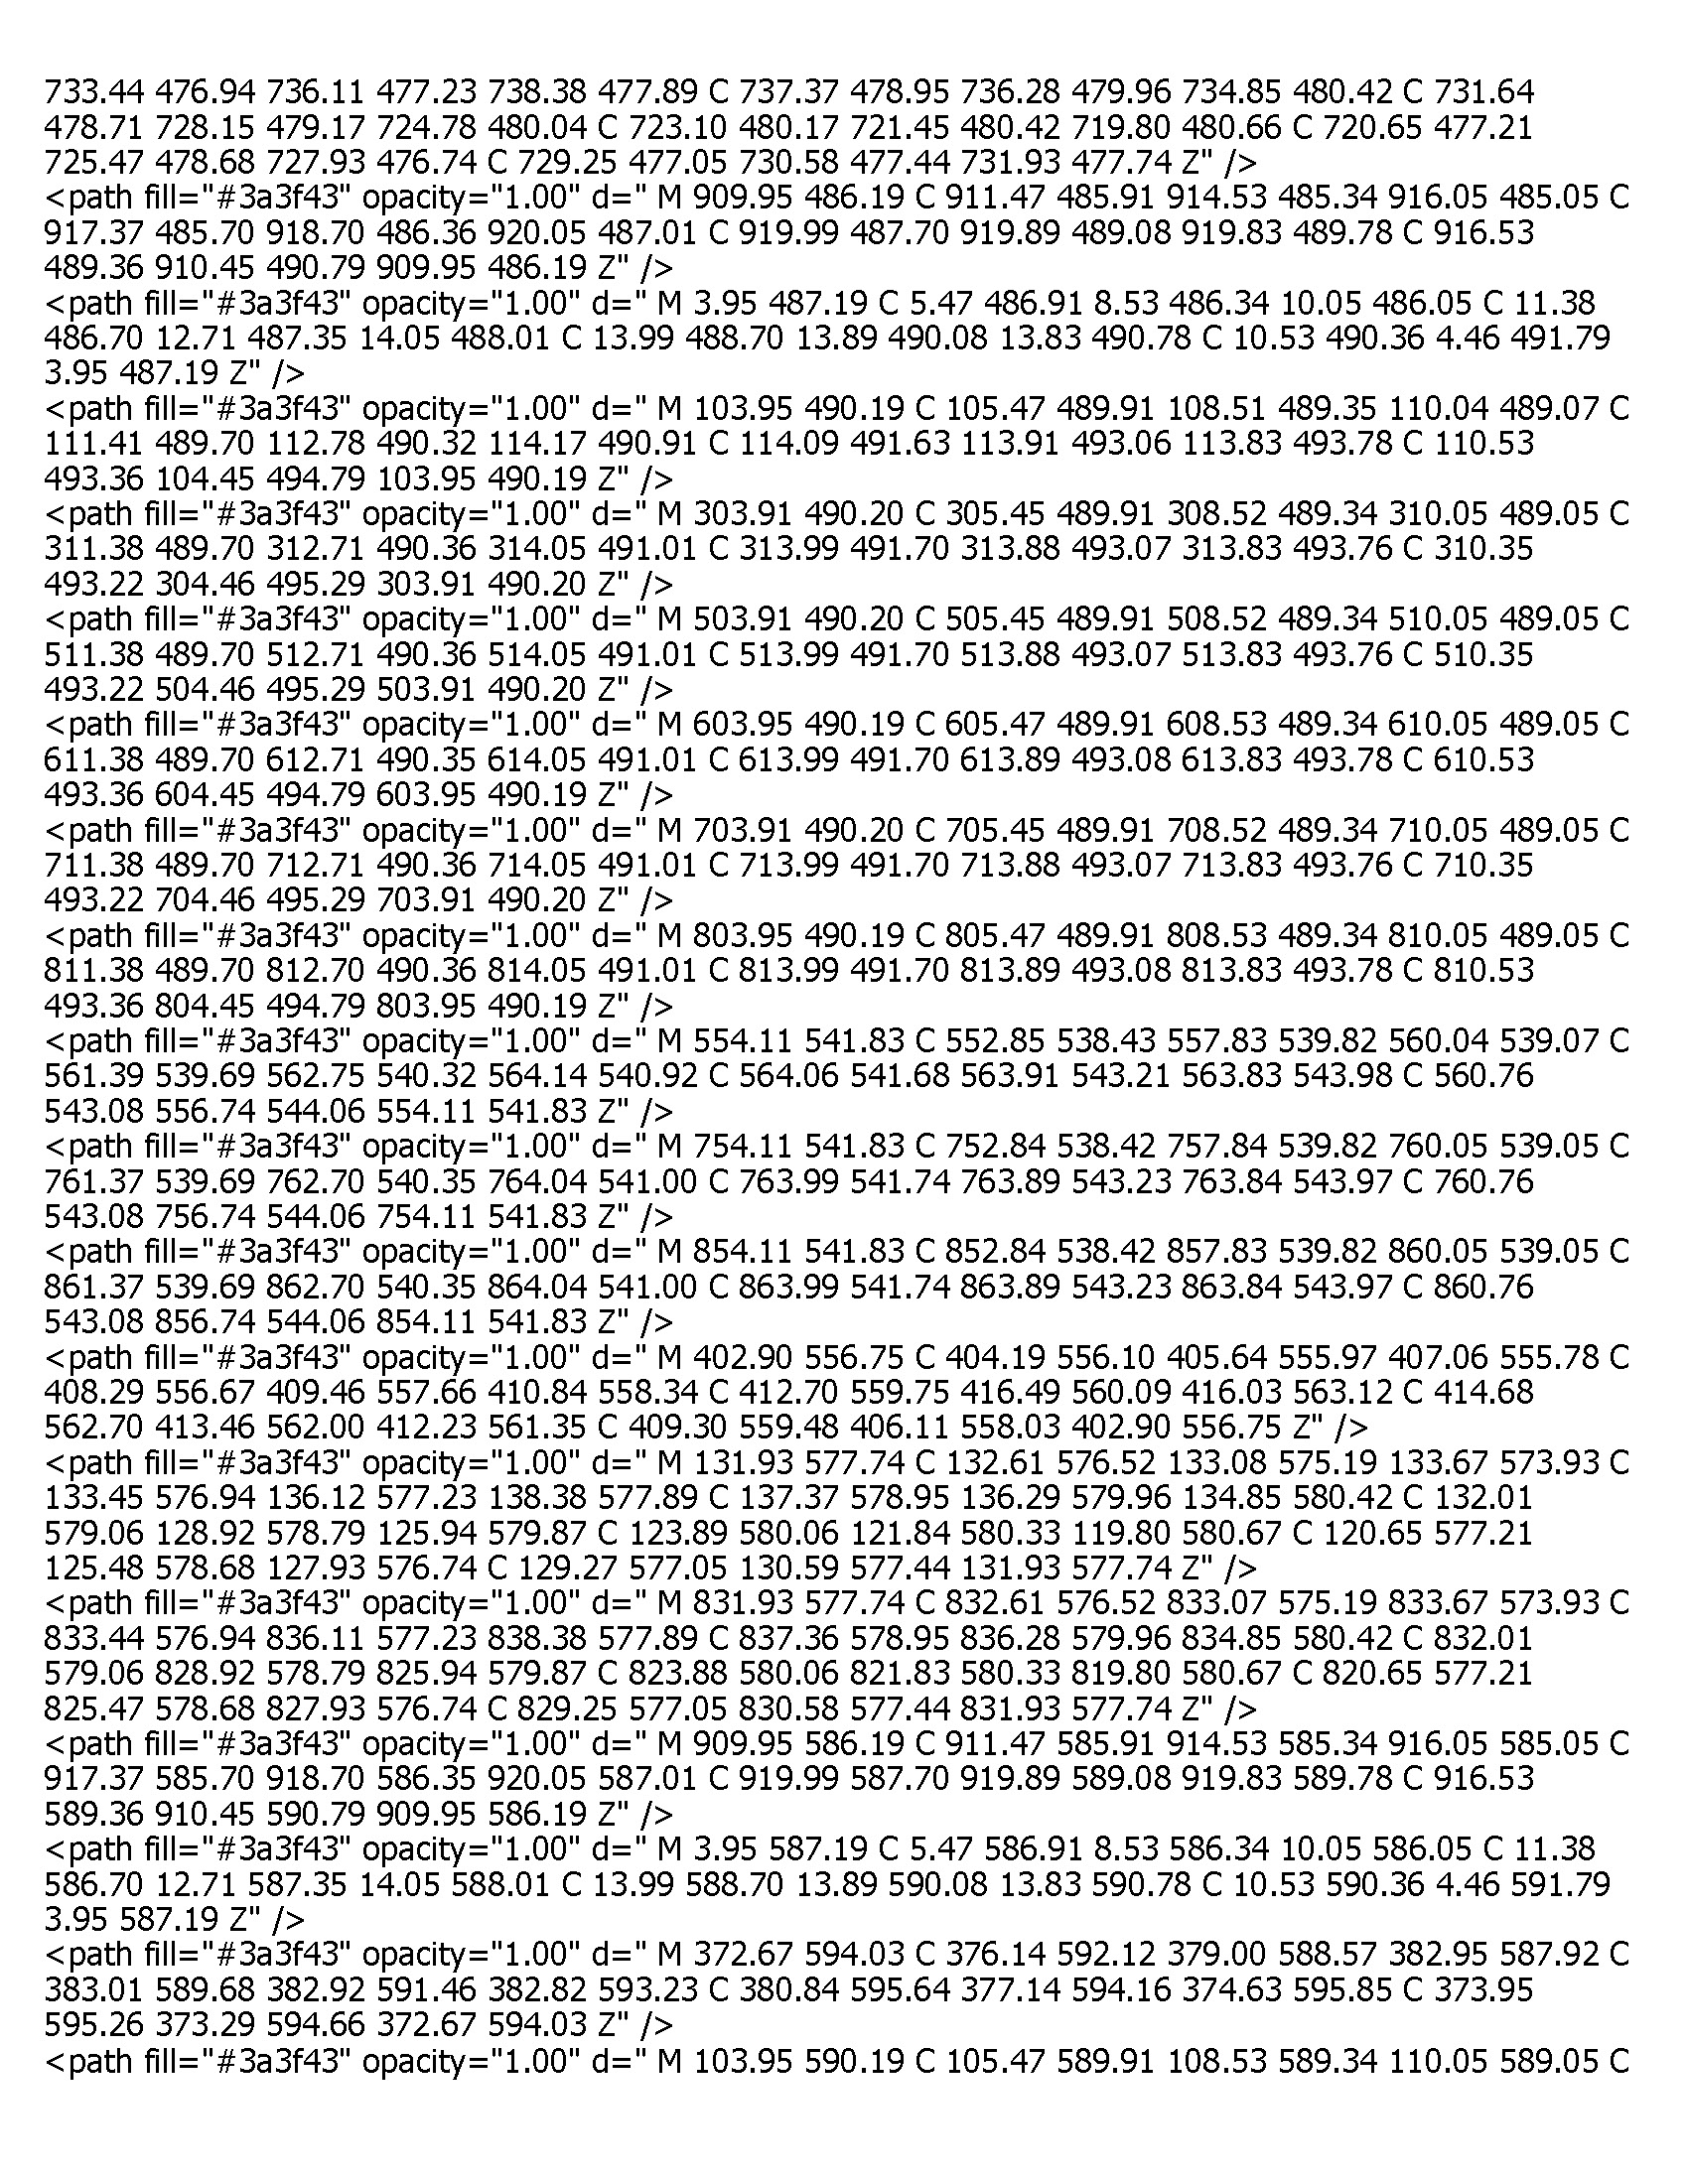 733.44 476.94 736.11 477.23 738.38 477.89 C 737.37 478.95 736.28 479.96 734.85 480.42 C 731.64
478.71 728.15 479.17 724.78 480.04 C 723.10 480.17 721.45 480.42 719.80 480.66 C 720.65 477.21
725.47 478.68 727.93 476.74 C 729.25 477.05 730.58 477.44 731.93 477.74 Z" />
<path fill="#3a3f43" opacity="1.00" d=" M 909.95 486.19 C 911.47 485.91 914.53 485.34 916.05 485.05 C
917.37 485.70 918.70 486.36 920.05 487.01 C 919.99 487.70 919.89 489.08 919.83 489.78 C 916.53
489.36 910.45 490.79 909.95 486.19 Z" />
<path fill="#3a3f43" opacity="1.00" d=" M 3.95 487.19 C 5.47 486.91 8.53 486.34 10.05 486.05 C 11.38
486.70 12.71 487.35 14.05 488.01 C 13.99 488.70 13.89 490.08 13.83 490.78 C 10.53 490.36 4.46 491.79
3.95 487.19 Z" />
<path fill="#3a3f43" opacity="1.00" d=" M 103.95 490.19 C 105.47 489.91 108.51 489.35 110.04 489.07 C
111.41 489.70 112.78 490.32 114.17 490.91 C 114.09 491.63 113.91 493.06 113.83 493.78 C 110.53
493.36 104.45 494.79 103.95 490.19 Z" />
<path fill="#3a3f43" opacity="1.00" d=" M 303.91 490.20 C 305.45 489.91 308.52 489.34 310.05 489.05 C
311.38 489.70 312.71 490.36 314.05 491.01 C 313.99 491.70 313.88 493.07 313.83 493.76 C 310.35
493.22 304.46 495.29 303.91 490.20 Z" />
<path fill="#3a3f43" opacity="1.00" d=" M 503.91 490.20 C 505.45 489.91 508.52 489.34 510.05 489.05 C
511.38 489.70 512.71 490.36 514.05 491.01 C 513.99 491.70 513.88 493.07 513.83 493.76 C 510.35
493.22 504.46 495.29 503.91 490.20 Z" />
<path fill="#3a3f43" opacity="1.00" d=" M 603.95 490.19 C 605.47 489.91 608.53 489.34 610.05 489.05 C
611.38 489.70 612.71 490.35 614.05 491.01 C 613.99 491.70 613.89 493.08 613.83 493.78 C 610.53
493.36 604.45 494.79 603.95 490.19 Z" />
<path fill="#3a3f43" opacity="1.00" d=" M 703.91 490.20 C 705.45 489.91 708.52 489.34 710.05 489.05 C
711.38 489.70 712.71 490.36 714.05 491.01 C 713.99 491.70 713.88 493.07 713.83 493.76 C 710.35
493.22 704.46 495.29 703.91 490.20 Z" />
<path fill="#3a3f43" opacity="1.00" d=" M 803.95 490.19 C 805.47 489.91 808.53 489.34 810.05 489.05 C
811.38 489.70 812.70 490.36 814.05 491.01 C 813.99 491.70 813.89 493.08 813.83 493.78 C 810.53
493.36 804.45 494.79 803.95 490.19 Z" />
<path fill="#3a3f43" opacity="1.00" d=" M 554.11 541.83 C 552.85 538.43 557.83 539.82 560.04 539.07 C
561.39 539.69 562.75 540.32 564.14 540.92 C 564.06 541.68 563.91 543.21 563.83 543.98 C 560.76
543.08 556.74 544.06 554.11 541.83 Z" />
<path fill="#3a3f43" opacity="1.00" d=" M 754.11 541.83 C 752.84 538.42 757.84 539.82 760.05 539.05 C
761.37 539.69 762.70 540.35 764.04 541.00 C 763.99 541.74 763.89 543.23 763.84 543.97 C 760.76
543.08 756.74 544.06 754.11 541.83 Z" />
<path fill="#3a3f43" opacity="1.00" d=" M 854.11 541.83 C 852.84 538.42 857.83 539.82 860.05 539.05 C
861.37 539.69 862.70 540.35 864.04 541.00 C 863.99 541.74 863.89 543.23 863.84 543.97 C 860.76
543.08 856.74 544.06 854.11 541.83 Z" />
<path fill="#3a3f43" opacity="1.00" d=" M 402.90 556.75 C 404.19 556.10 405.64 555.97 407.06 555.78 C
408.29 556.67 409.46 557.66 410.84 558.34 C 412.70 559.75 416.49 560.09 416.03 563.12 C 414.68
562.70 413.46 562.00 412.23 561.35 C 409.30 559.48 406.11 558.03 402.90 556.75 Z" />
<path fill="#3a3f43" opacity="1.00" d=" M 131.93 577.74 C 132.61 576.52 133.08 575.19 133.67 573.93 C
133.45 576.94 136.12 577.23 138.38 577.89 C 137.37 578.95 136.29 579.96 134.85 580.42 C 132.01
579.06 128.92 578.79 125.94 579.87 C 123.89 580.06 121.84 580.33 119.80 580.67 C 120.65 577.21
125.48 578.68 127.93 576.74 C 129.27 577.05 130.59 577.44 131.93 577.74 Z" />
<path fill="#3a3f43" opacity="1.00" d=" M 831.93 577.74 C 832.61 576.52 833.07 575.19 833.67 573.93 C
833.44 576.94 836.11 577.23 838.38 577.89 C 837.36 578.95 836.28 579.96 834.85 580.42 C 832.01
579.06 828.92 578.79 825.94 579.87 C 823.88 580.06 821.83 580.33 819.80 580.67 C 820.65 577.21
825.47 578.68 827.93 576.74 C 829.25 577.05 830.58 577.44 831.93 577.74 Z" />
<path fill="#3a3f43" opacity="1.00" d=" M 909.95 586.19 C 911.47 585.91 914.53 585.34 916.05 585.05 C
917.37 585.70 918.70 586.35 920.05 587.01 C 919.99 587.70 919.89 589.08 919.83 589.78 C 916.53
589.36 910.45 590.79 909.95 586.19 Z" />
<path fill="#3a3f43" opacity="1.00" d=" M 3.95 587.19 C 5.47 586.91 8.53 586.34 10.05 586.05 C 11.38
586.70 12.71 587.35 14.05 588.01 C 13.99 588.70 13.89 590.08 13.83 590.78 C 10.53 590.36 4.46 591.79
3.95 587.19 Z" />
<path fill="#3a3f43" opacity="1.00" d=" M 372.67 594.03 C 376.14 592.12 379.00 588.57 382.95 587.92 C
383.01 589.68 382.92 591.46 382.82 593.23 C 380.84 595.64 377.14 594.16 374.63 595.85 C 373.95
595.26 373.29 594.66 372.67 594.03 Z" />
<path fill="#3a3f43" opacity="1.00" d=" M 103.95 590.19 C 105.47 589.91 108.53 589.34 110.05 589.05 C